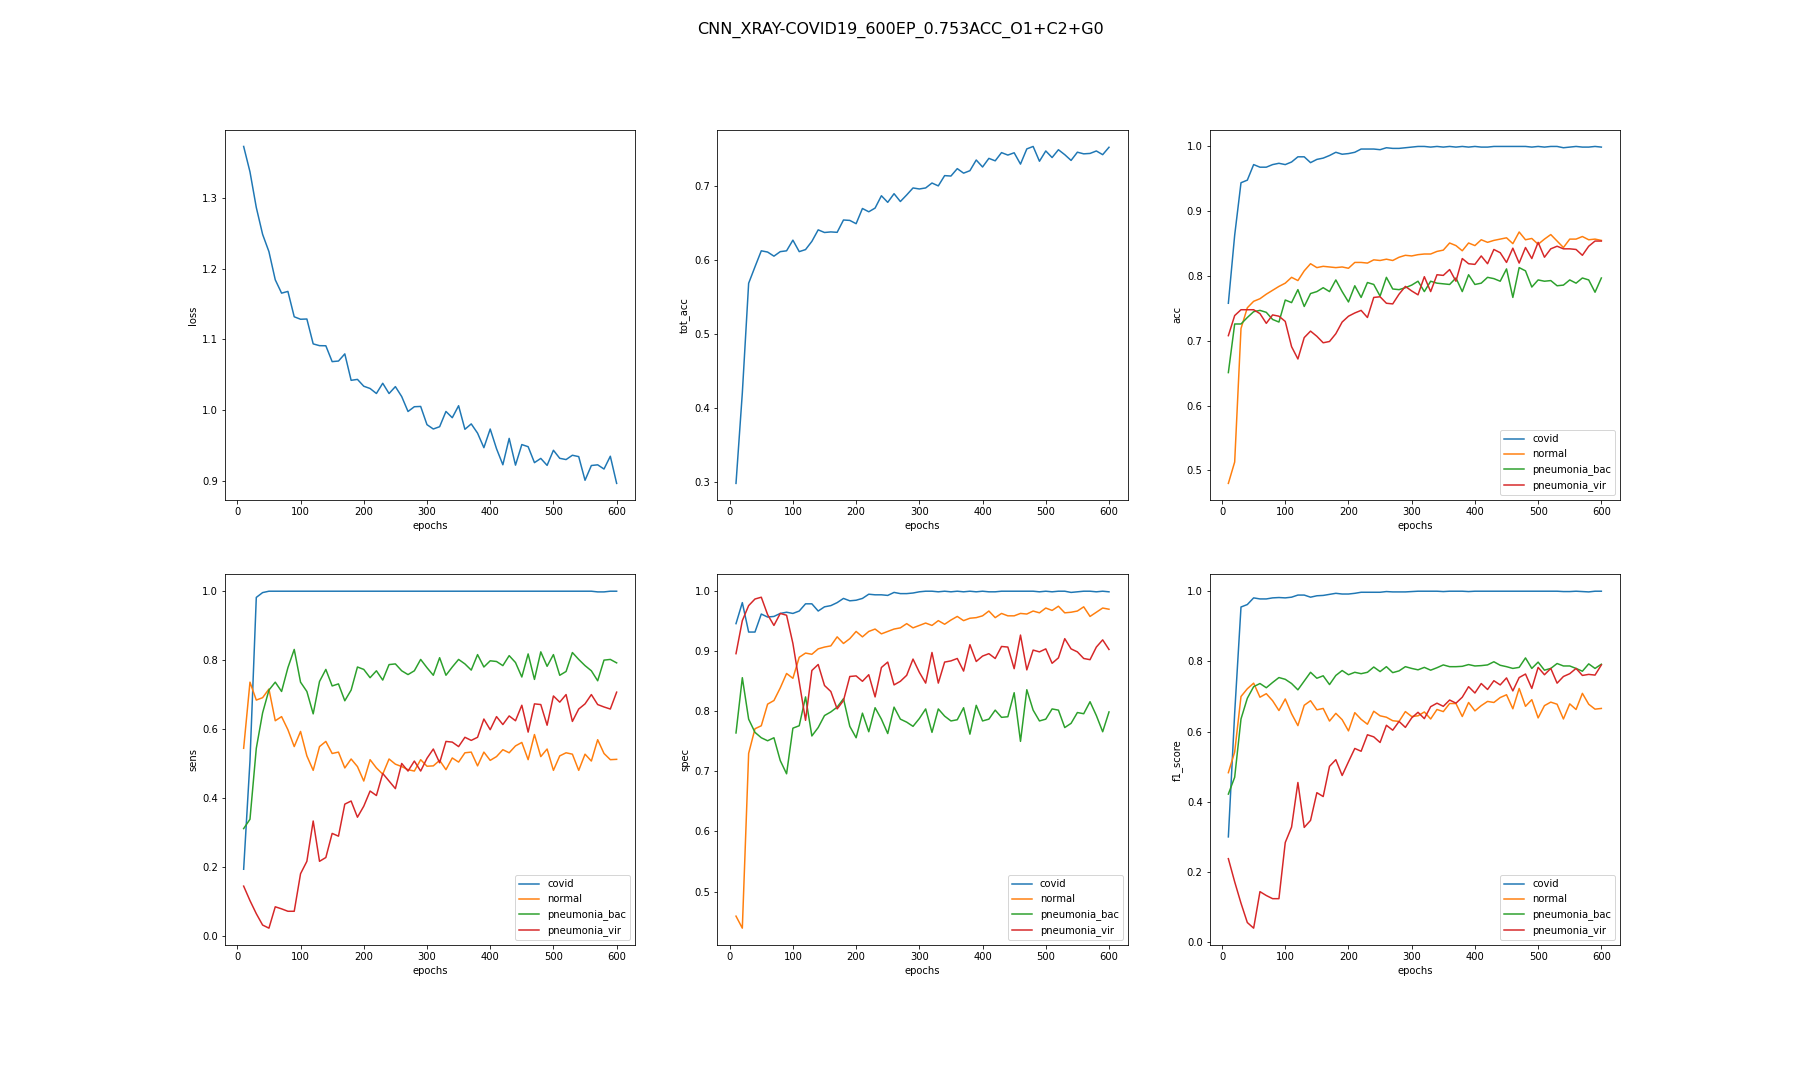 CNN_XRAY-COVID19_600EP_0.753ACC_O1+C2+G0
1.3
1.2
1.1
1.0
0.9
loss
0 100 200 300 400 500 600
epochs
0.7
0.6
0.5
0.4
0.3
tot_acc
0 100 200 300 400 500 600
epochs
1.0
0.9
0.8
0.7
0.6
0.5
acc
covid
normal
pneumonia_bac
pneumonia_vir
0 100 200 300 400 500 600
epochs
1.0
0.8
0.6
0.4
0.2
0.0
sens
covid
normal
pneumonia_bac
pneumonia_vir
0 100 200 300 400 500 600
epochs
1.0
0.9
0.8
0.7
0.6
0.5
spec
covid
normal
pneumonia_bac
pneumonia_vir
0 100 200 300 400 500 600
epochs
1.0
0.8
0.6
0.4
0.2
0.0
f1_score
covid
normal
pneumonia_bac
pneumonia_vir
0 100 200 300 400 500 600
epochs